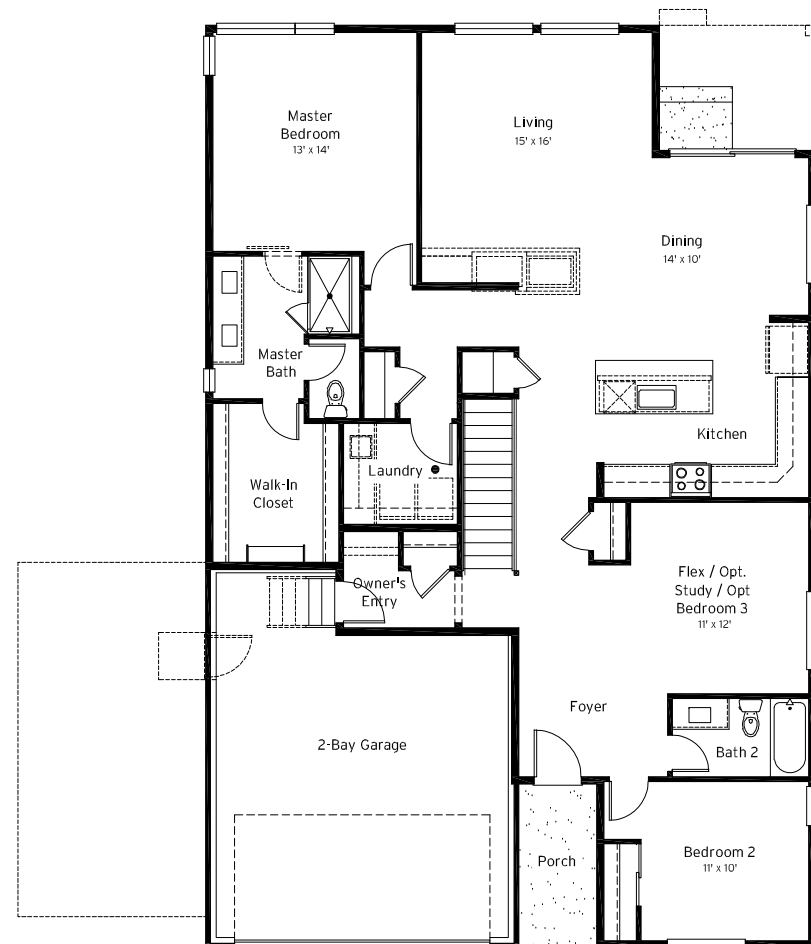 Master
Bedroom
13' x 14'
Living
15' x 16'
Dining
14' x 10'
Master
Bath
Kitchen
Laundry
Walk-In
Closet
Owner's
Entry
Flex / Opt.
Study / Opt
Bedroom 3
11' x 12'
Foyer
2-Bay Garage
Bath 2
Porch
Bedroom 2
11' x 10'